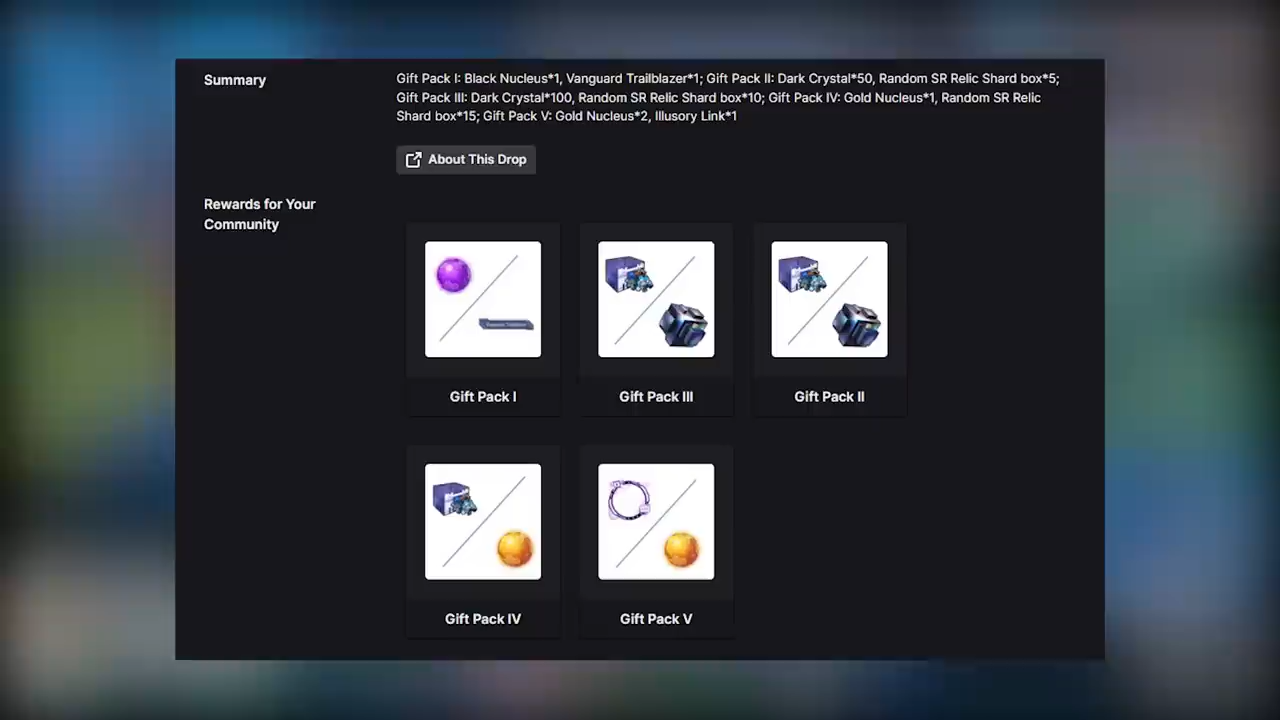 Summary
Gift Pack I: Black Nucleus*1, Vanguard Trailblazer*1; Gift Pack II: Dark Crystal*50, Random SR Relic Shard box*5;
Gift Pack III: Dark Crystal*100, Random SR Relic Shard box*10; Gift Pack IV: Gold Nucleus*1, Random SR Relic
Shard box*15; Gift Pack V: Gold Nucleus*2, Illusory Link*1
About This Drop
Rewards for Your
Community
Gift Pack I
Gift Pack III
Gift Pack II
Gift Pack IV
Gift Pack V